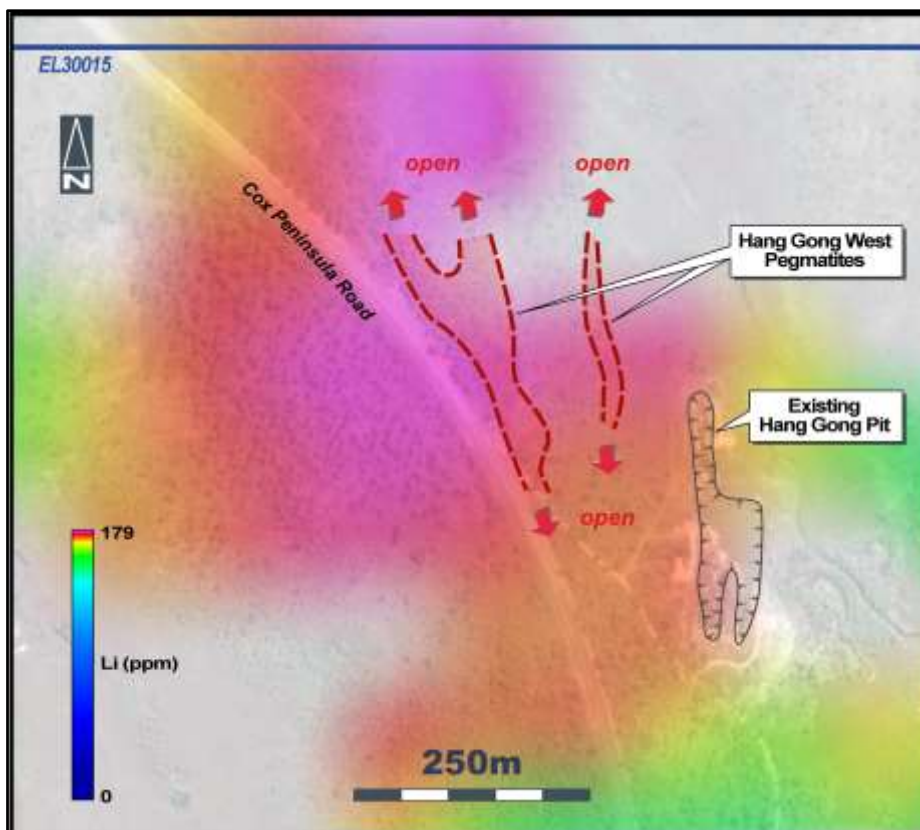 EL30015
N
open
open
Cox Peninsula Road
Hang Gong West
Pegmatites
Existing
Hang Gong Pit
open
179
Li (ppm)
0
250m